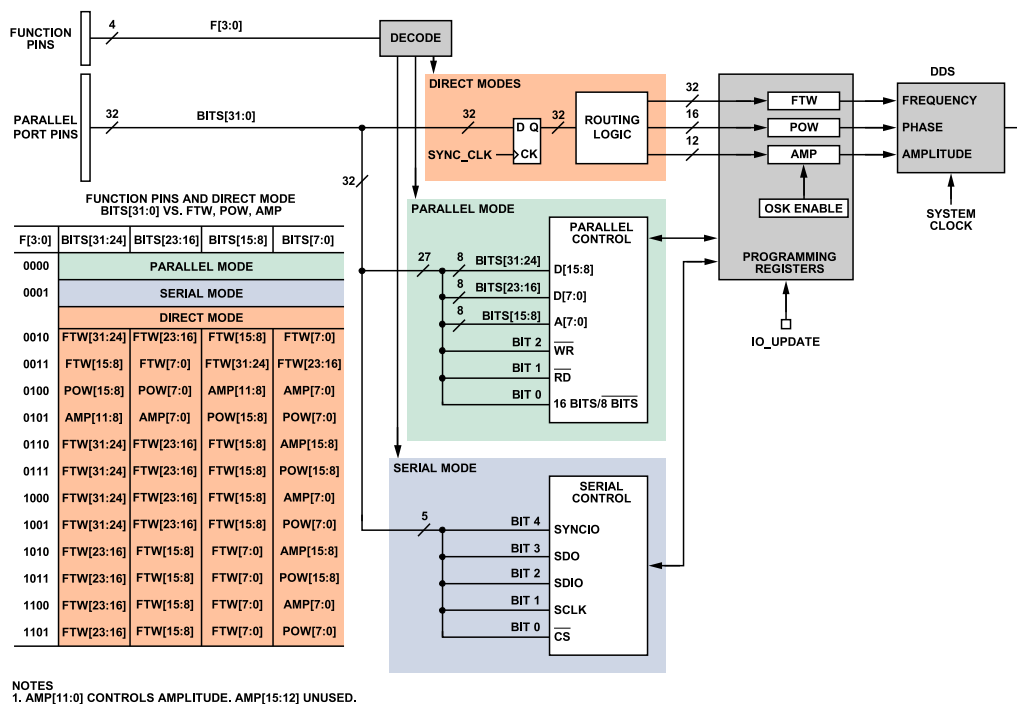 FUNCTION PINS
4
F[3:0]
DECODE
PARALLEL PORT PINS
32
BITS[31:0]
DIRECT MODES
32
D Q
CK
SYNC_CLK
32
ROUTING LOGIC
32
16
12
FTW
POW
AMP
OSK ENABLE
PROGRAMMING REGISTERS
IO_UPDATE
DDS
FREQUENCY
PHASE
AMPLITUDE
SYSTEM CLOCK
32
PARALLEL MODE
PARALLEL CONTROL
27
8 BITS[31:24] D[15:8]
8 BITS[23:16] D[7:0]
8 BITS[15:8] A[7:0]
BIT 2 WR
BIT 1 RD
BIT 0 16 BITS/8 BITS
SERIAL MODE
SERIAL CONTROL
5
BIT 4 SYNCIO
BIT 3 SDO
BIT 2 SDIO
BIT 1 SCLK
BIT 0 CS
FUNCTION PINS AND DIRECT MODE
BITS[31:0] VS. FTW, POW, AMP
F[3:0] BITS[31:24] BITS[23:16] BITS[15:8] BITS[7:0]
0000 PARALLEL MODE
0001 SERIAL MODE
DIRECT MODE
0010 FTW[31:24] FTW[23:16] FTW[15:8] FTW[7:0]
0011 FTW[15:8] FTW[7:0] FTW[31:24] FTW[23:16]
0100 POW[15:8] POW[7:0] AMP[11:8] AMP[7:0]
0101 AMP[11:8] AMP[7:0] POW[15:8] POW[7:0]
0110 FTW[31:24] FTW[23:16] FTW[15:8] AMP[15:8]
0111 FTW[31:24] FTW[23:16] FTW[15:8] POW[15:8]
1000 FTW[31:24] FTW[23:16] FTW[15:8] AMP[7:0]
1001 FTW[31:24] FTW[23:16] FTW[15:8] POW[7:0]
1010 FTW[23:16] FTW[15:8] FTW[7:0] AMP[15:8]
1011 FTW[23:16] FTW[15:8] FTW[7:0] POW[15:8]
1100 FTW[23:16] FTW[15:8] FTW[7:0] AMP[7:0]
1101 FTW[23:16] FTW[15:8] FTW[7:0] POW[7:0]
NOTES
1. AMP[11:0] CONTROLS AMPLITUDE. AMP[15:12] UNUSED.